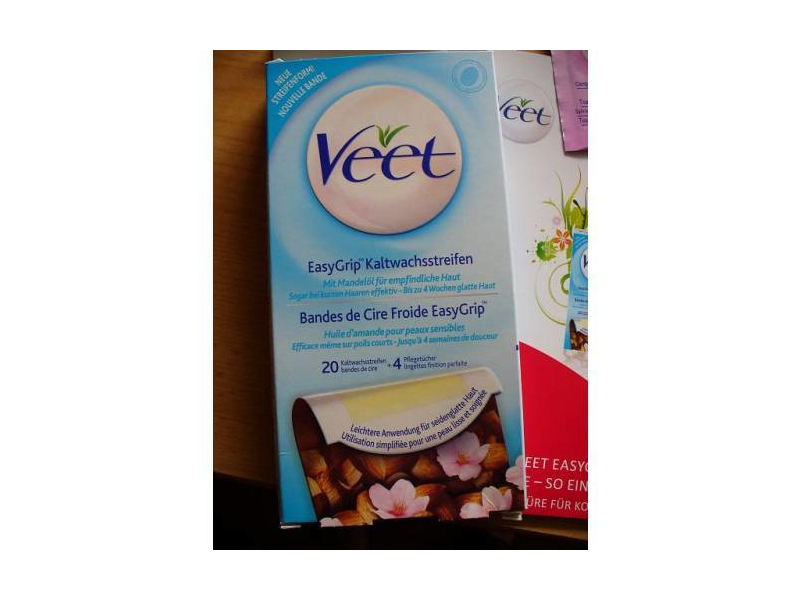 NEUE
STREIFENFORM!
NOUVELLE BANDE
Veet
EasyGrip™ Kaltwachsstreifen
Mit Mandelöl für empfindliche Haut
Sogar bei kurzen Haaren effektiv - Bis zu 4 Wochen glatte Haut
Bandes de Cire Froide EasyGrip™
Huile d'amande pour peaux sensibles
Efficace même sur poils courts - Jusqu'à 4 semaines de douceur
20 Kaltwachsstreifen bandes de cire + 4 Pflegetücher lingettes finition parfaite
Leichtere Anwendung für seidenglatte Haut
Utilisation simplifiée pour une peau lisse et soignée
Veet
EET EASYG
E – SO EIN
ÜRE FÜR KO